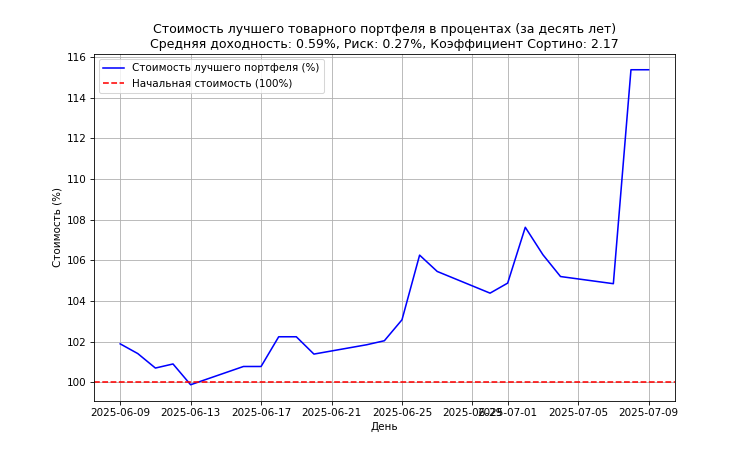 Стоимость лучшего товарного портфеля в процентах (за десять лет)
Средняя доходность: 0.59%, Риск: 0.27%, Коэффициент Сортино: 2.17
Стоимость лучшего портфеля (%)
Начальная стоимость (100%)
Стоимость (%)
116
114
112
110
108
106
104
102
100
2025-06-09 2025-06-13 2025-06-17 2025-06-21 2025-06-25 2025-06-29 2025-07-01 2025-07-05 2025-07-09
День